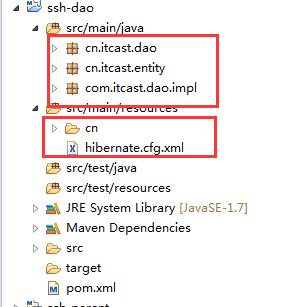 ssh-dao
src/main/java
cn.itcast.dao
cn.itcast.entity
com.itcast.dao.impl
src/main/resources
cn
hibernate.cfg.xml
src/test/java
src/test/resources
JRE System Library [JavaSE-1.7]
Maven Dependencies
src
target
pom.xml
ssh-parent